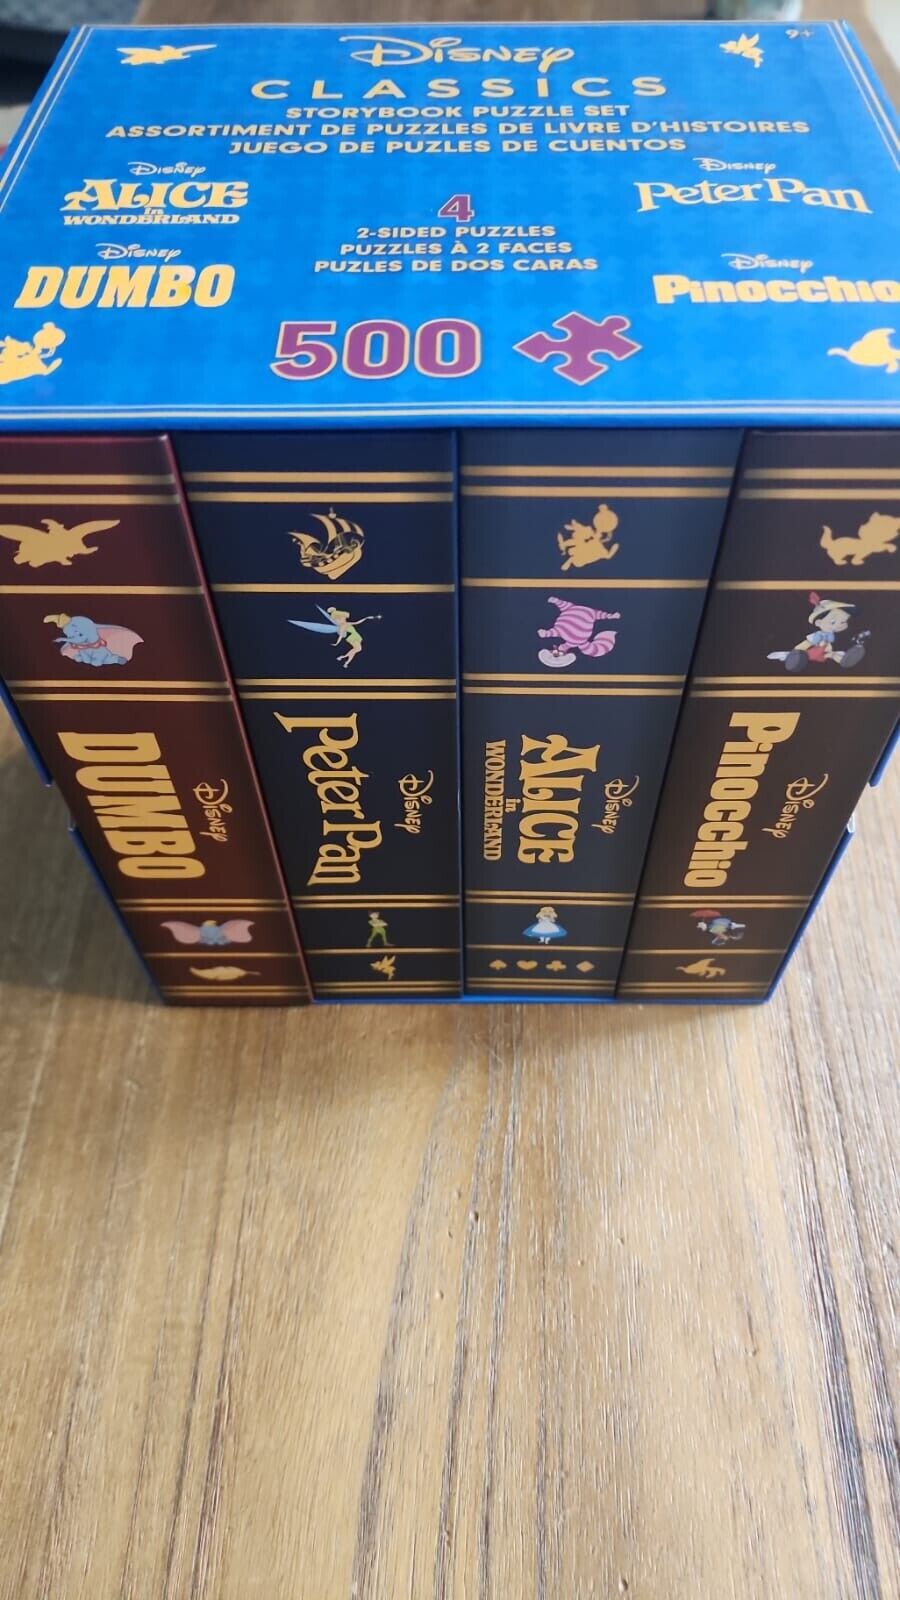 9+
Disney
CLASSICS
STORYBOOK PUZZLE SET
ASSORTIMENT DE PUZZLES DE LIVRE D'HISTOIRES
JUEGO DE PUZLES DE CUENTOS
Disney
ALICE
in
WONDERLAND
Disney
Peter Pan
4
2-SIDED PUZZLES
PUZZLES À 2 FACES
PUZLES DE DOS CARAS
Disney
DUMBO
Disney
Pinocchio
500
Disney
DUMBO
Disney
Peter Pan
Disney
ALICE
in
WONDERLAND
Disney
Pinocchio